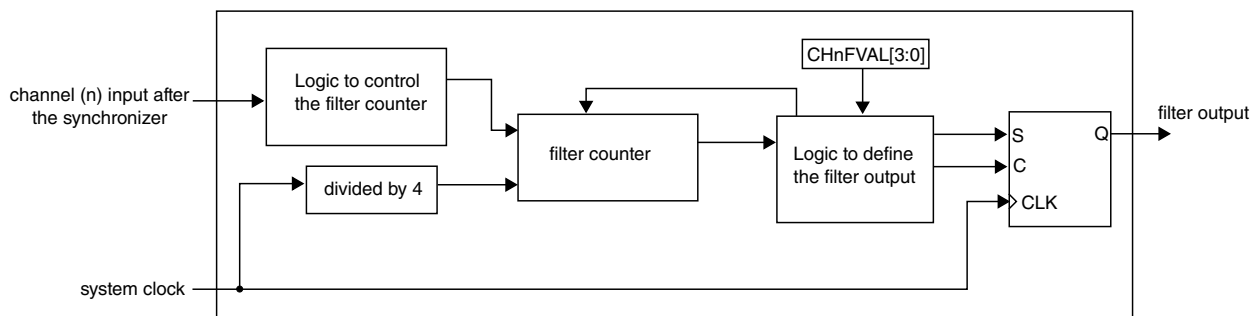 CHnFVAL[3:0]
Logic to control
the filter counter
channel (n) input after
the synchronizer
filter output
S
Q
filter counter
Logic to define
the filter output
C
divided by 4
CLK
system clock